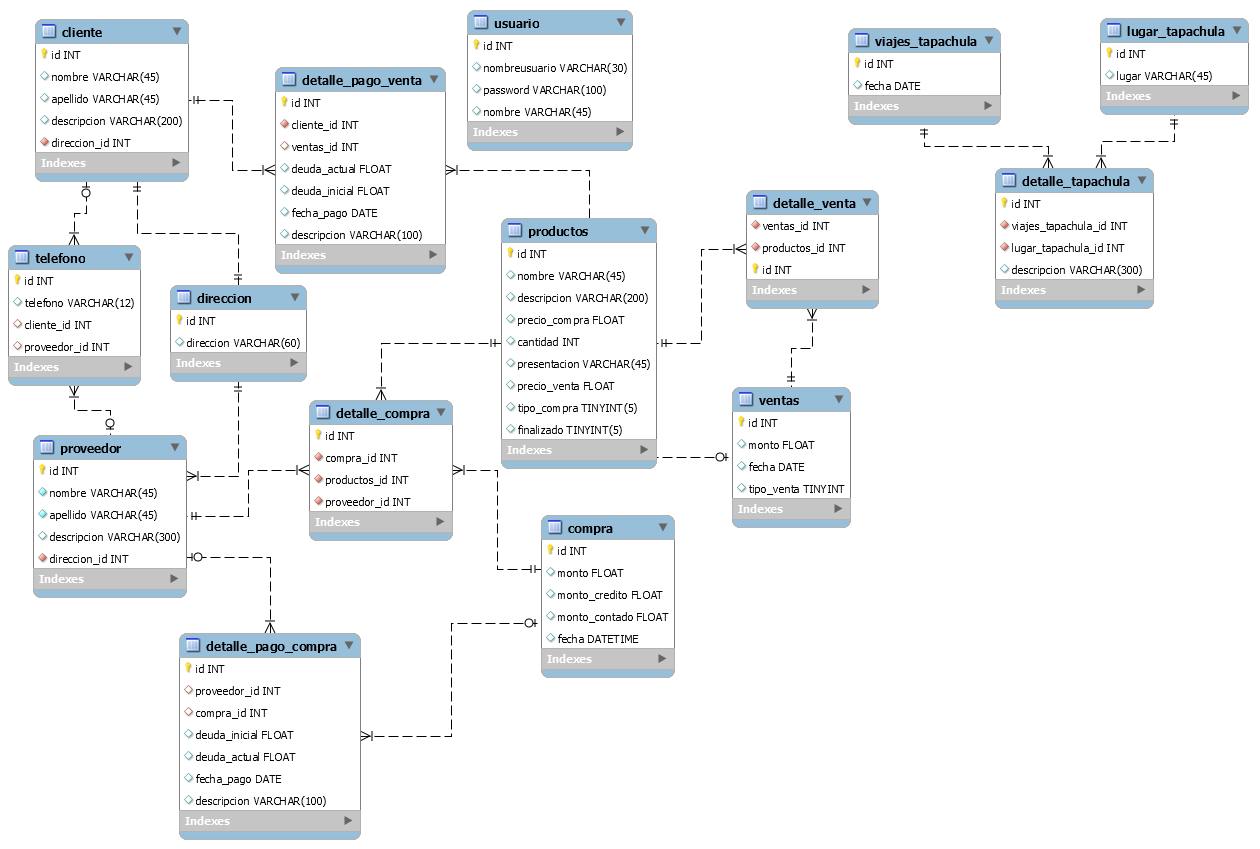 cliente
id INT
nombre VARCHAR(45)
apellido VARCHAR(45)
descripcion VARCHAR(200)
direccion_id INT
Indexes
detalle_pago_venta
id INT
cliente_id INT
ventas_id INT
deuda_actual FLOAT
deuda_inicial FLOAT
fecha_pago DATE
descripcion VARCHAR(100)
Indexes
usuario
id INT
nombreusuario VARCHAR(30)
password VARCHAR(100)
nombre VARCHAR(45)
Indexes
viajes_tapachula
id INT
fecha DATE
Indexes
lugar_tapachula
id INT
lugar VARCHAR(45)
Indexes
detalle_tapachula
id INT
viajes_tapachula_id INT
lugar_tapachula_id INT
descripcion VARCHAR(300)
Indexes
detalle_venta
ventas_id INT
productos_id INT
id INT
Indexes
productos
id INT
nombre VARCHAR(45)
descripcion VARCHAR(200)
precio_compra FLOAT
cantidad INT
presentacion VARCHAR(45)
precio_venta FLOAT
tipo_compra TINYINT(5)
finalizado TINYINT(5)
Indexes
telefono
id INT
telefono VARCHAR(12)
cliente_id INT
proveedor_id INT
Indexes
direccion
id INT
direccion VARCHAR(60)
Indexes
detalle_compra
id INT
compra_id INT
productos_id INT
proveedor_id INT
Indexes
ventas
id INT
monto FLOAT
fecha DATE
tipo_venta TINYINT
Indexes
proveedor
id INT
nombre VARCHAR(45)
apellido VARCHAR(45)
descripcion VARCHAR(300)
direccion_id INT
Indexes
compra
id INT
monto FLOAT
monto_credito FLOAT
monto_contado FLOAT
fecha DATETIME
Indexes
detalle_pago_compra
id INT
proveedor_id INT
compra_id INT
deuda_inicial FLOAT
deuda_actual FLOAT
fecha_pago DATE
descripcion VARCHAR(100)
Indexes